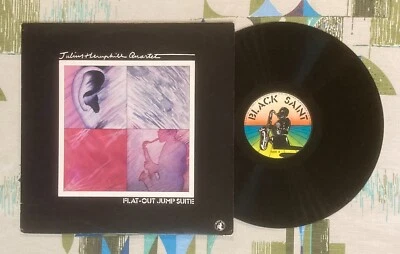 Julius Hemphill Quartet
FLAT-OUT JUMP SUITE
BLACK SAINT